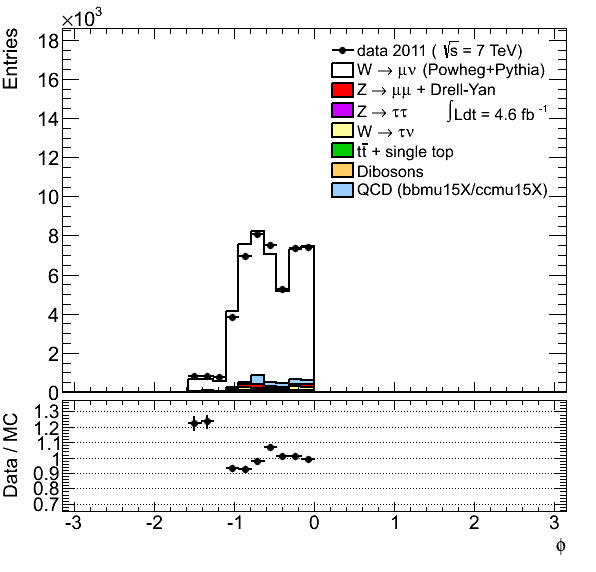 ×10³
Entries
18
16
14
12
10
8
6
4
2
0
data 2011 ( √s = 7 TeV)
W → μν (Powheg+Pythia)
Z → μμ + Drell-Yan
Z → ττ
∫Ldt = 4.6 fb⁻¹
W → τν
tt̅ + single top
Dibosons
QCD (bbmu15X/ccmu15X)
Data / MC
1.3
1.2
1.1
1
0.9
0.8
0.7
-3 -2 -1 0 1 2 3
ϕ